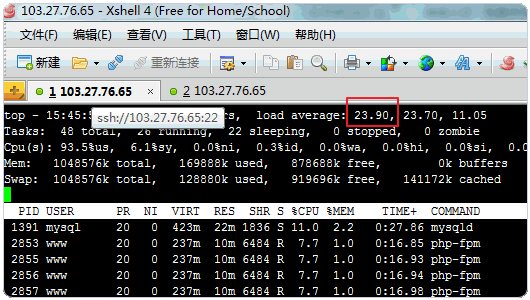 103.27.76.65 - Xshell 4 (Free for Home/School)
文件(F) 编辑(E) 查看(V) 工具(T) 窗口(W) 帮助(H)
新建 重新连接
1 103.27.76.65 2 103.27.76.65
top - 15:45:5 rs, load average: 23.90, 23.70, 11.05
ssh://103.27.76.65:22
Tasks: 48 total, 26 running, 22 sleeping, 0 stopped, 0 zombie
Cpu(s): 93.5%us, 6.1%sy, 0.0%ni, 0.3%id, 0.0%wa, 0.0%hi, 0.0%si, 0.0
Mem: 1048576k total, 169888k used, 878688k free, 0k buffers
Swap: 1048576k total, 128880k used, 919696k free, 141172k cached
PID USER PR NI VIRT RES SHR S %CPU %MEM TIME+ COMMAND
1391 mysql 20 0 423m 22m 1836 S 11.0 2.2 0:27.86 mysqld
2853 www 20 0 90m 10m 6484 R 7.7 1.0 0:16.85 php-fpm
2855 www 20 0 90m 10m 6484 R 7.7 1.0 0:16.98 php-fpm
2856 www 20 0 90m 10m 6484 R 7.7 1.0 0:16.94 php-fpm
2857 www 20 0 90m 10m 6484 R 7.7 1.0 0:16.88 php-fpm